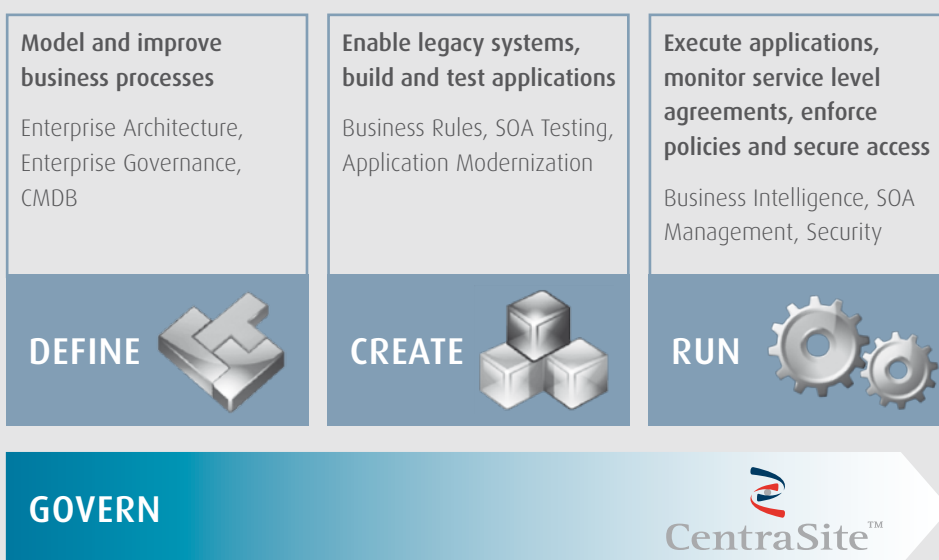 Model and improve
business processes
Enterprise Architecture,
Enterprise Governance,
CMDB
DEFINE
Enable legacy systems,
build and test applications
Business Rules, SOA Testing,
Application Modernization
CREATE
Execute applications,
monitor service level
agreements, enforce
policies and secure access
Business Intelligence, SOA
Management, Security
RUN
GOVERN
CentraSite™